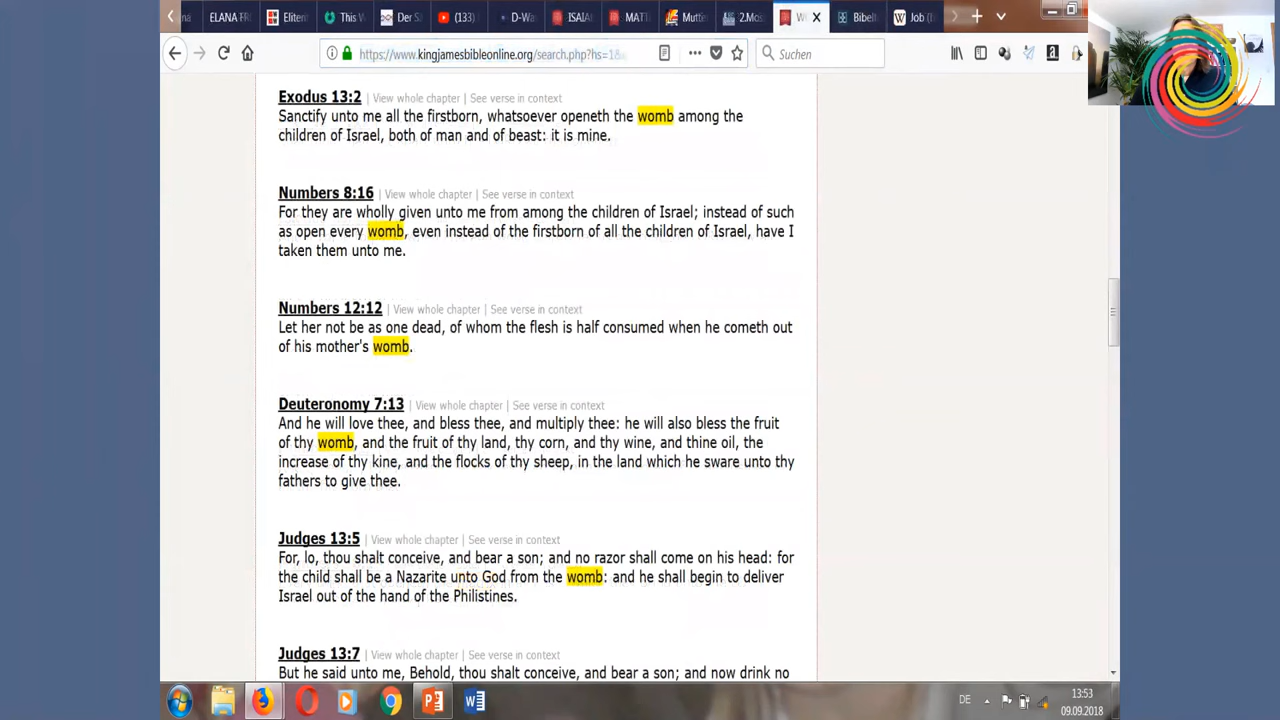 ELANA FR
Eliten
This V
Der S
(133)
D-Was
ISAIA
MATT
Mutte
2.Mos
W
Bibelt
Job (
https://www.kingjamesbibleonline.org/search.php?hs=1&
Suchen
Exodus 13:2 | View whole chapter | See verse in context
Sanctify unto me all the firstborn, whatsoever openeth the womb among the
children of Israel, both of man and of beast: it is mine.
Numbers 8:16 | View whole chapter | See verse in context
For they are wholly given unto me from among the children of Israel; instead of such
as open every womb, even instead of the firstborn of all the children of Israel, have I
taken them unto me.
Numbers 12:12 | View whole chapter | See verse in context
Let her not be as one dead, of whom the flesh is half consumed when he cometh out
of his mother's womb.
Deuteronomy 7:13 | View whole chapter | See verse in context
And he will love thee, and bless thee, and multiply thee: he will also bless the fruit
of thy womb, and the fruit of thy land, thy corn, and thy wine, and thine oil, the
increase of thy kine, and the flocks of thy sheep, in the land which he sware unto thy
fathers to give thee.
Judges 13:5 | View whole chapter | See verse in context
For, lo, thou shalt conceive, and bear a son; and no razor shall come on his head: for
the child shall be a Nazarite unto God from the womb: and he shall begin to deliver
Israel out of the hand of the Philistines.
Judges 13:7 | View whole chapter | See verse in context
But he said unto me, Behold, thou shalt conceive, and bear a son; and now drink no
DE
13:53
09.09.2018